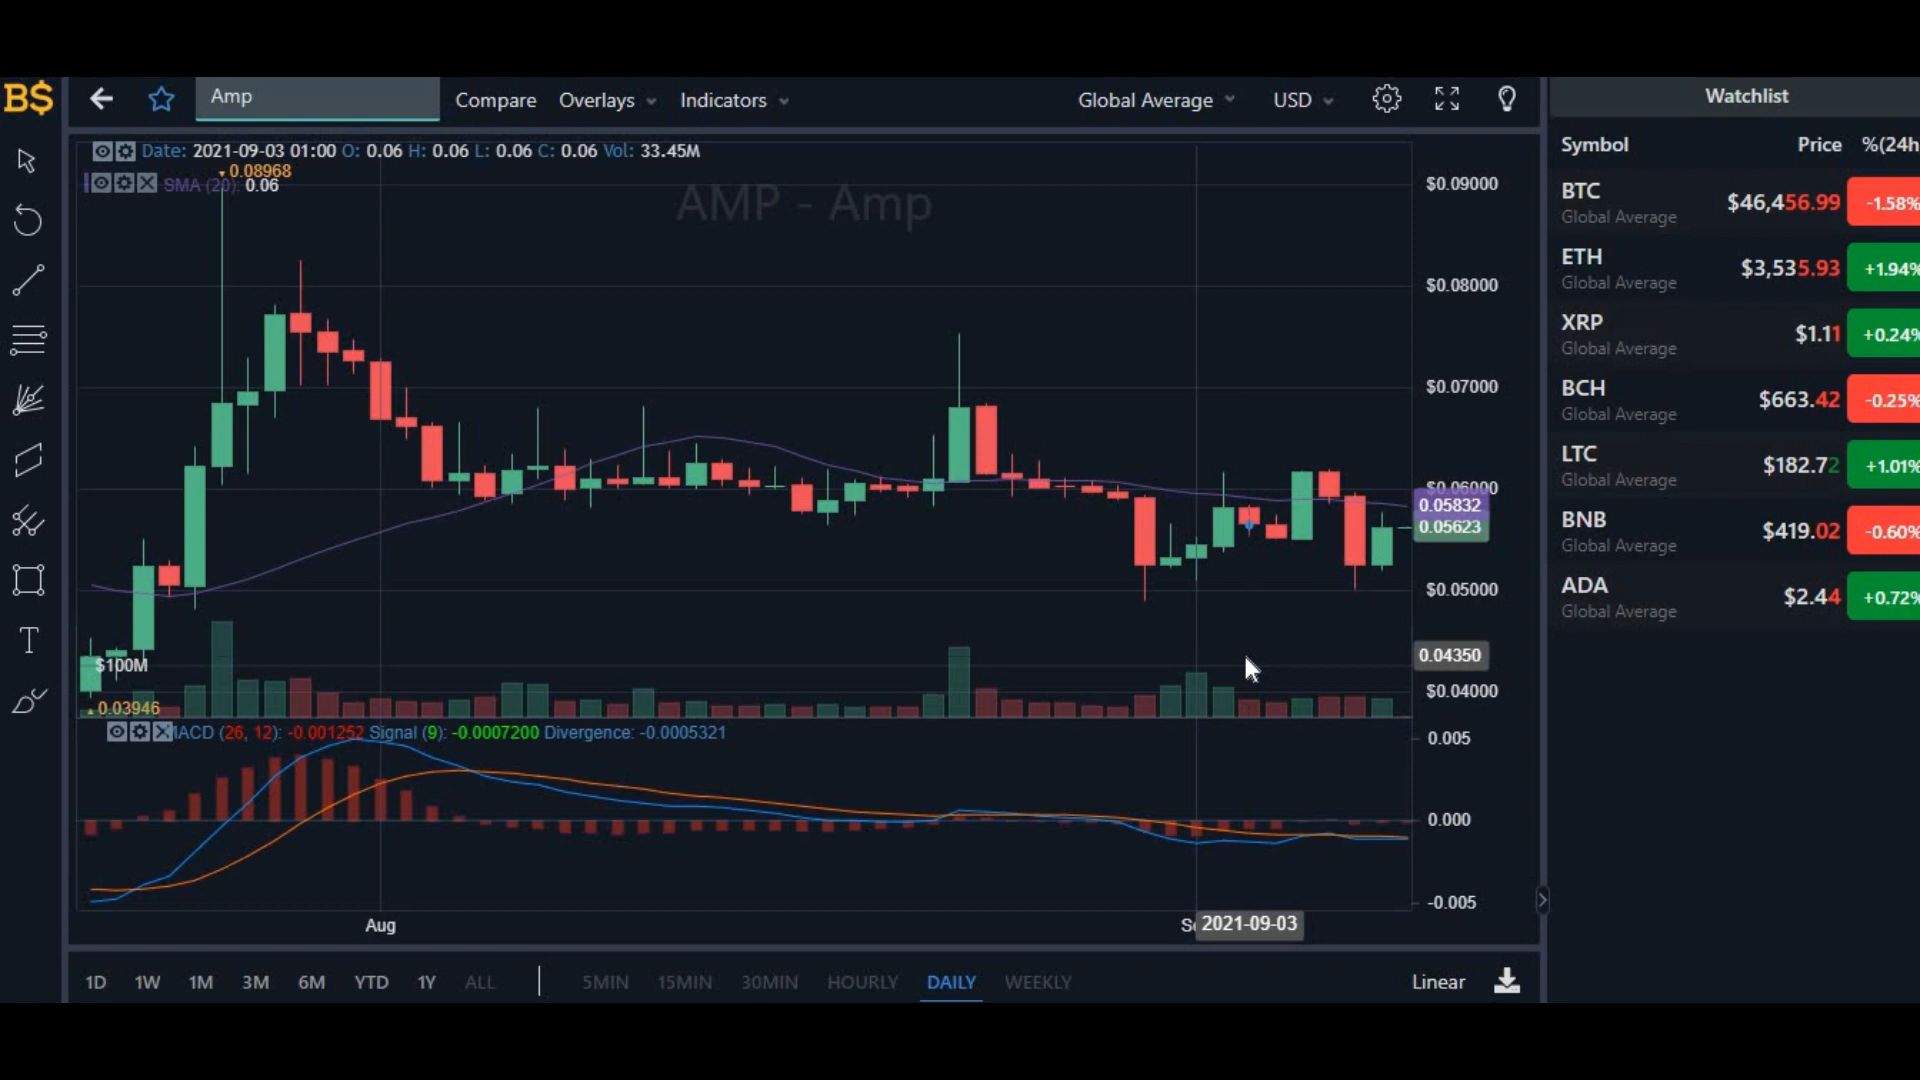 B$
Amp
Compare Overlays Indicators Global Average USD
Date: 2021-09-03 01:00 O: 0.06 H: 0.06 L: 0.06 C: 0.06 Vol: 33.45M
0.08968
SMA (20): 0.06
AMP - Amp
$0.09000
$0.08000
$0.07000
$0.06000
0.05832
0.05623
$0.05000
0.04350
$0.04000
$100M
0.03946
MACD (26, 12): -0.001252 Signal (9): -0.0007200 Divergence: -0.0005321
0.005
0.000
-0.005
Aug
2021-09-03
1D 1W 1M 3M 6M YTD 1Y ALL 5MIN 15MIN 30MIN HOURLY DAILY WEEKLY Linear
T
Watchlist
Symbol Price %(24h
BTC $46,456.99 -1.58%
Global Average
ETH $3,535.93 +1.94%
Global Average
XRP $1.11 +0.24%
Global Average
BCH $663.42 -0.25%
Global Average
LTC $182.72 +1.01%
Global Average
BNB $419.02 -0.60%
Global Average
ADA $2.44 +0.72%
Global Average